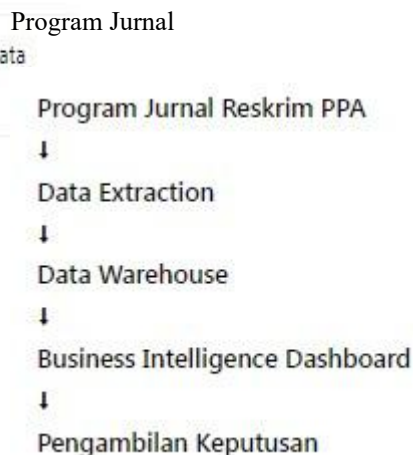 Program Jurnal
ata
Program Jurnal Reskrim PPA
↓
Data Extraction
↓
Data Warehouse
↓
Business Intelligence Dashboard
↓
Pengambilan Keputusan